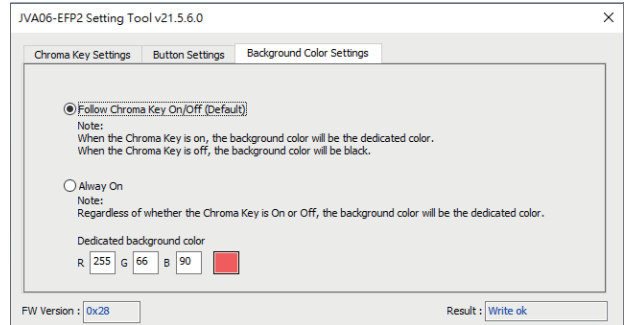 JVA06-EFP2 Setting Tool v21.5.6.0
Chroma Key Settings Button Settings Background Color Settings
Follow Chroma Key On/Off (Default)
Note:
When the Chroma Key is on, the background color will be the dedicated color.
When the Chroma Key is off, the background color will be black.
Alway On
Note:
Regardless of whether the Chroma Key is On or Off, the background color will be the dedicated color.
Dedicated background color
R 255 G 66 B 90
FW Version : 0x28 Result : Write ok